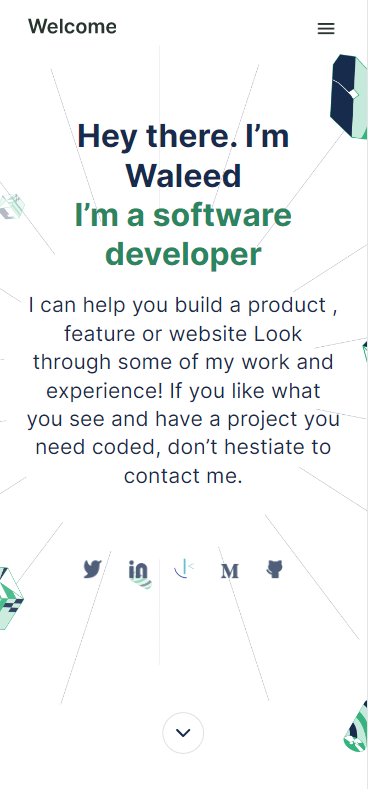 Welcome
Hey there. I’m
Waleed
I’m a software
developer
I can help you build a product ,
feature or website Look
through some of my work and
experience! If you like what
you see and have a project you
need coded, don’t hestiate to
contact me.